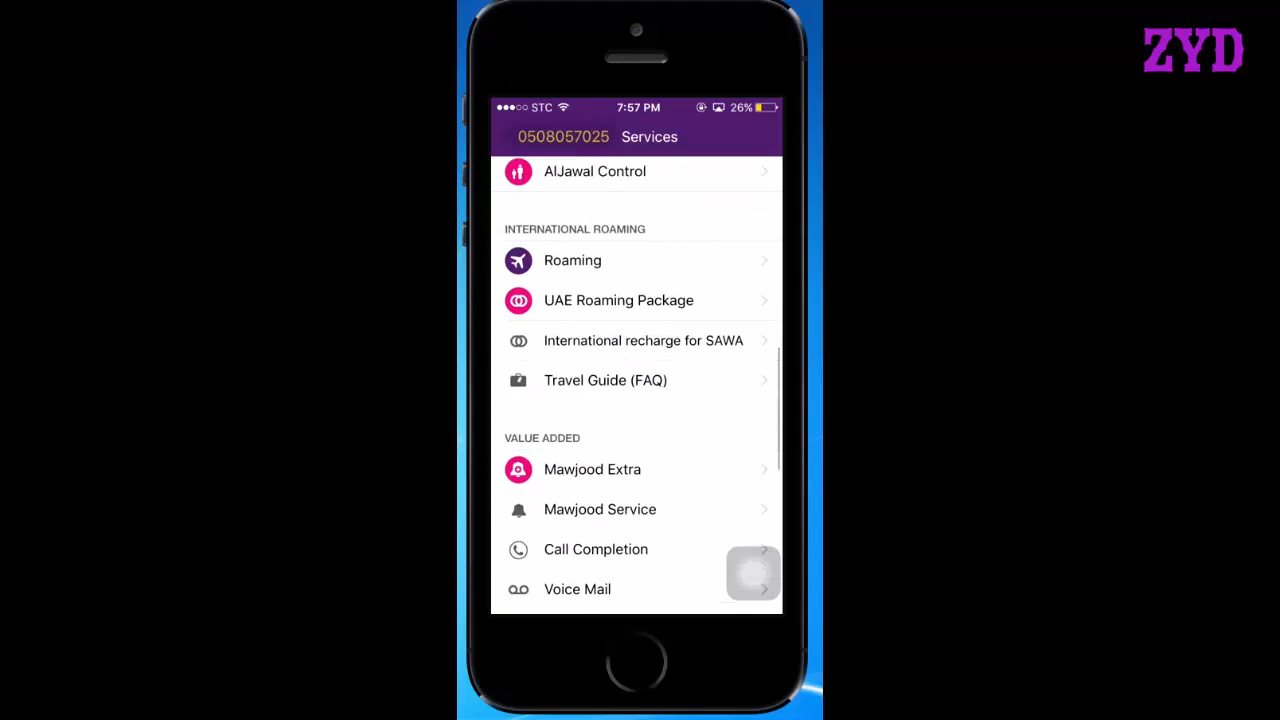 ZYD
STC 7:57 PM 26%
0508057025 Services
AlJawal Control
INTERNATIONAL ROAMING
Roaming
UAE Roaming Package
International recharge for SAWA
Travel Guide (FAQ)
VALUE ADDED
Mawjood Extra
Mawjood Service
Call Completion
Voice Mail